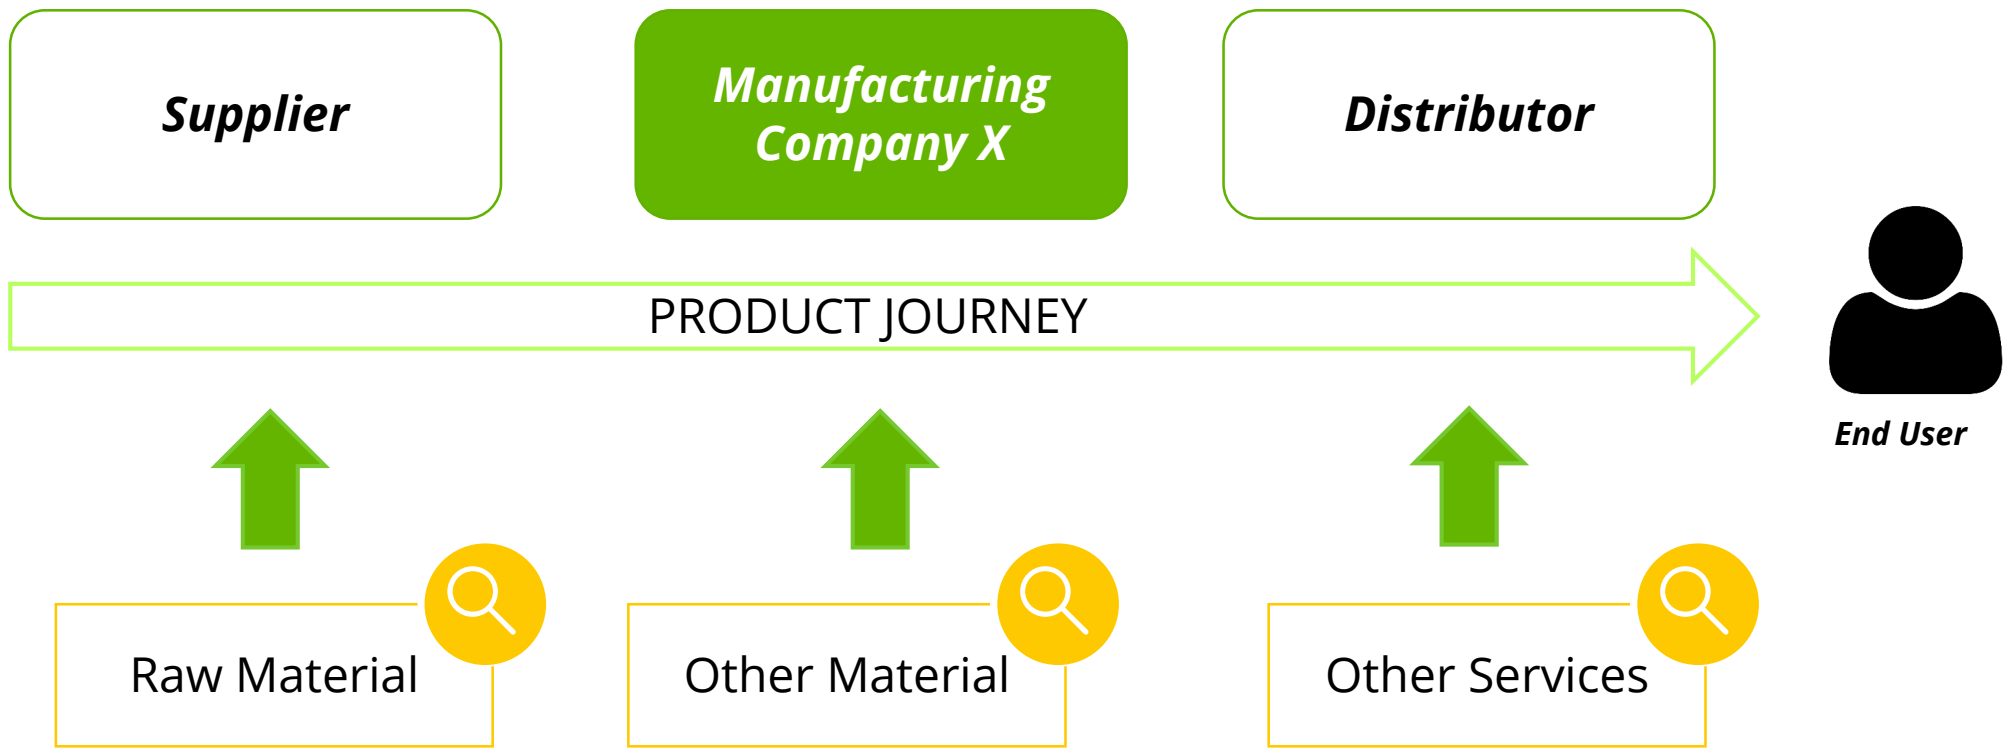 Supplier
Manufacturing
Company X
Distributor
PRODUCT JOURNEY
End User
Raw Material
Other Material
Other Services